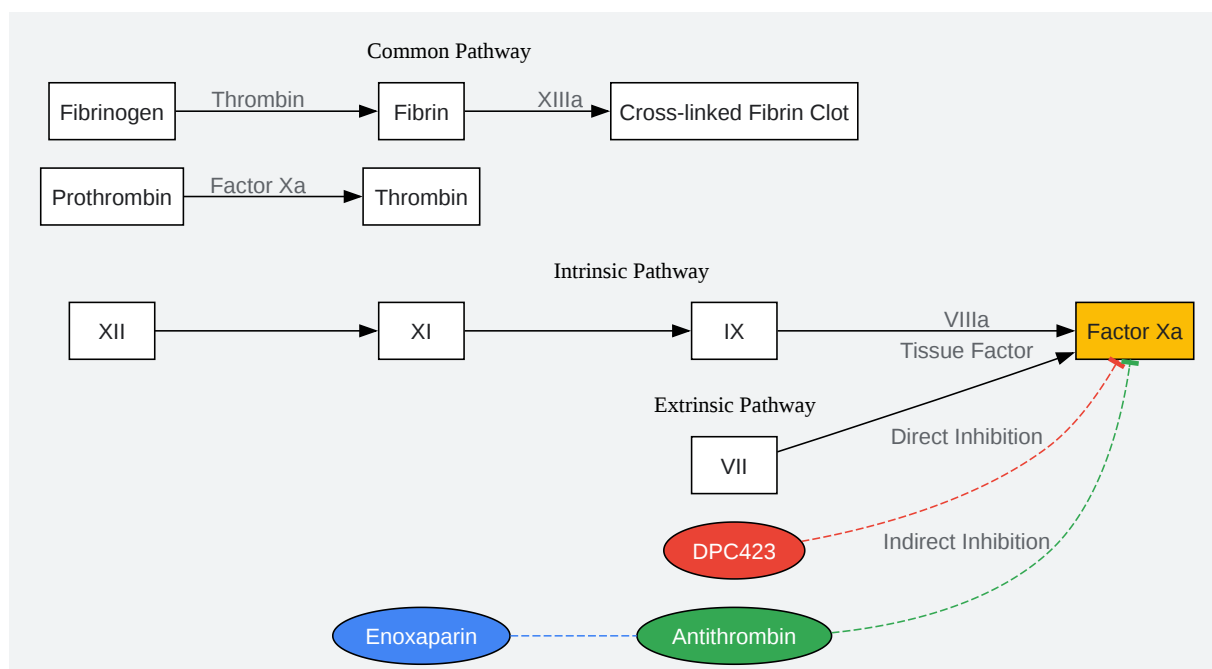 Common Pathway
Fibrinogen
Thrombin
Fibrin
XIIIa
Cross-linked Fibrin Clot
Prothrombin
Factor Xa
Thrombin
Intrinsic Pathway
XII
XI
IX
VIIIa
Factor Xa
Tissue Factor
Extrinsic Pathway
VII
Direct Inhibition
DPC423
Indirect Inhibition
Enoxaparin
Antithrombin